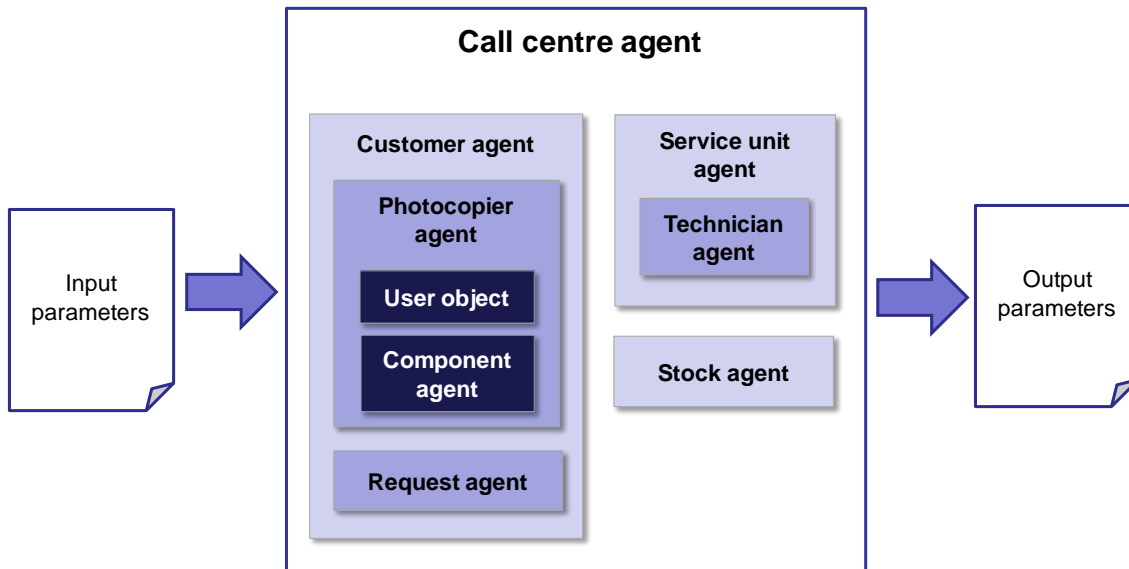 Call centre agent
Input
parameters
Customer agent
Photocopier
agent
User object
Component
agent
Request agent
Service unit
agent
Technician
agent
Stock agent
Output
parameters